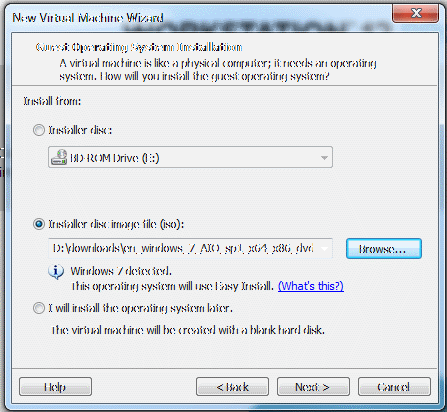 New Virtual Machine Wizard
Guest Operating System Installation
A virtual machine is like a physical computer; it needs an operating
system. How will you install the guest operating system?
Install from:
Installer disc:
BD-ROM Drive (E:)
Installer disc image file (iso):
D:\downloads\en_windows_7_AIO_sp1_x64_x86_dvd
Browse...
Windows 7 detected.
This operating system will use Easy Install. (What's this?)
I will install the operating system later.
The virtual machine will be created with a blank hard disk.
Help
< Back
Next >
Cancel